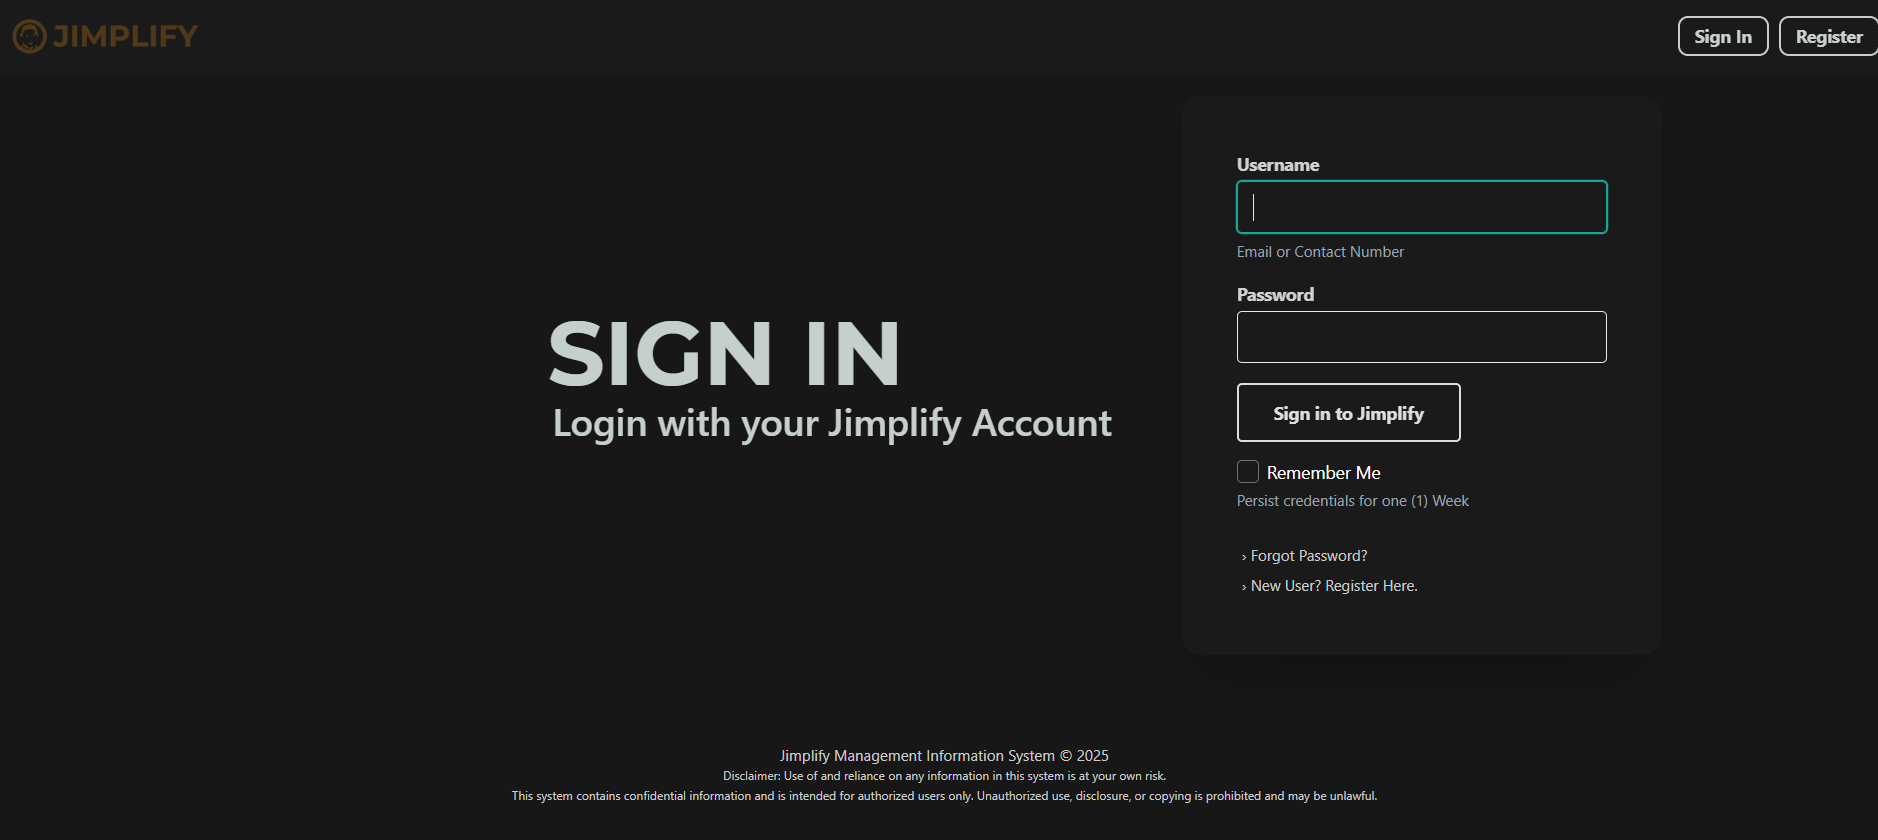 JIMPLIFY
Sign In
Register
Username
Email or Contact Number
Password
SIGN IN
Login with your Jimplify Account
Sign in to Jimplify
Remember Me
Persist credentials for one (1) Week
› Forgot Password?
› New User? Register Here.
Jimplify Management Information System © 2025
Disclaimer: Use of and reliance on any information in this system is at your own risk.
This system contains confidential information and is intended for authorized users only. Unauthorized use, disclosure, or copying is prohibited and may be unlawful.